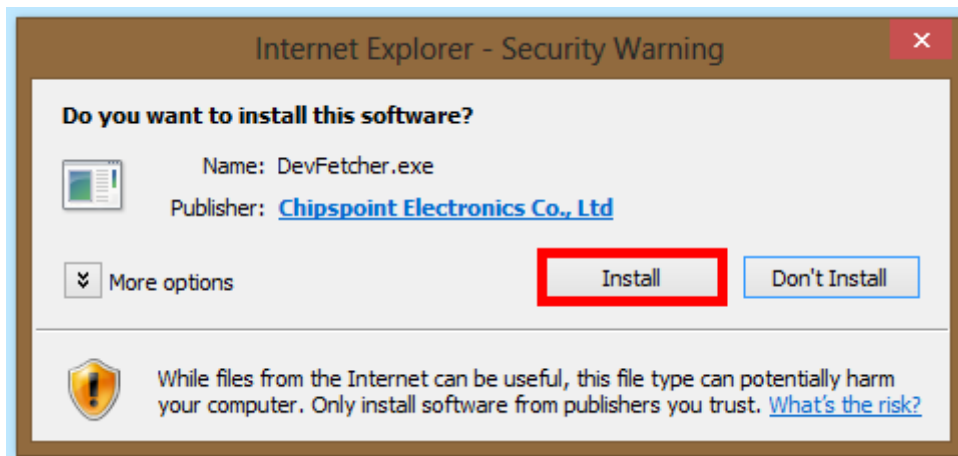 Internet Explorer - Security Warning
Do you want to install this software?
Name: DevFetcher.exe
Publisher: Chipspoint Electronics Co., Ltd
More options
Install
Don't Install
While files from the Internet can be useful, this file type can potentially harm
your computer. Only install software from publishers you trust. What's the risk?